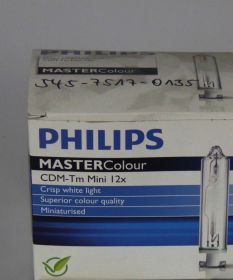 PHILIPS
MASTERColour
545-7517-0135
PHILIPS
MASTERColour
CDM-Tm Mini 12x
Crisp white light
Superior colour quality
Miniaturised